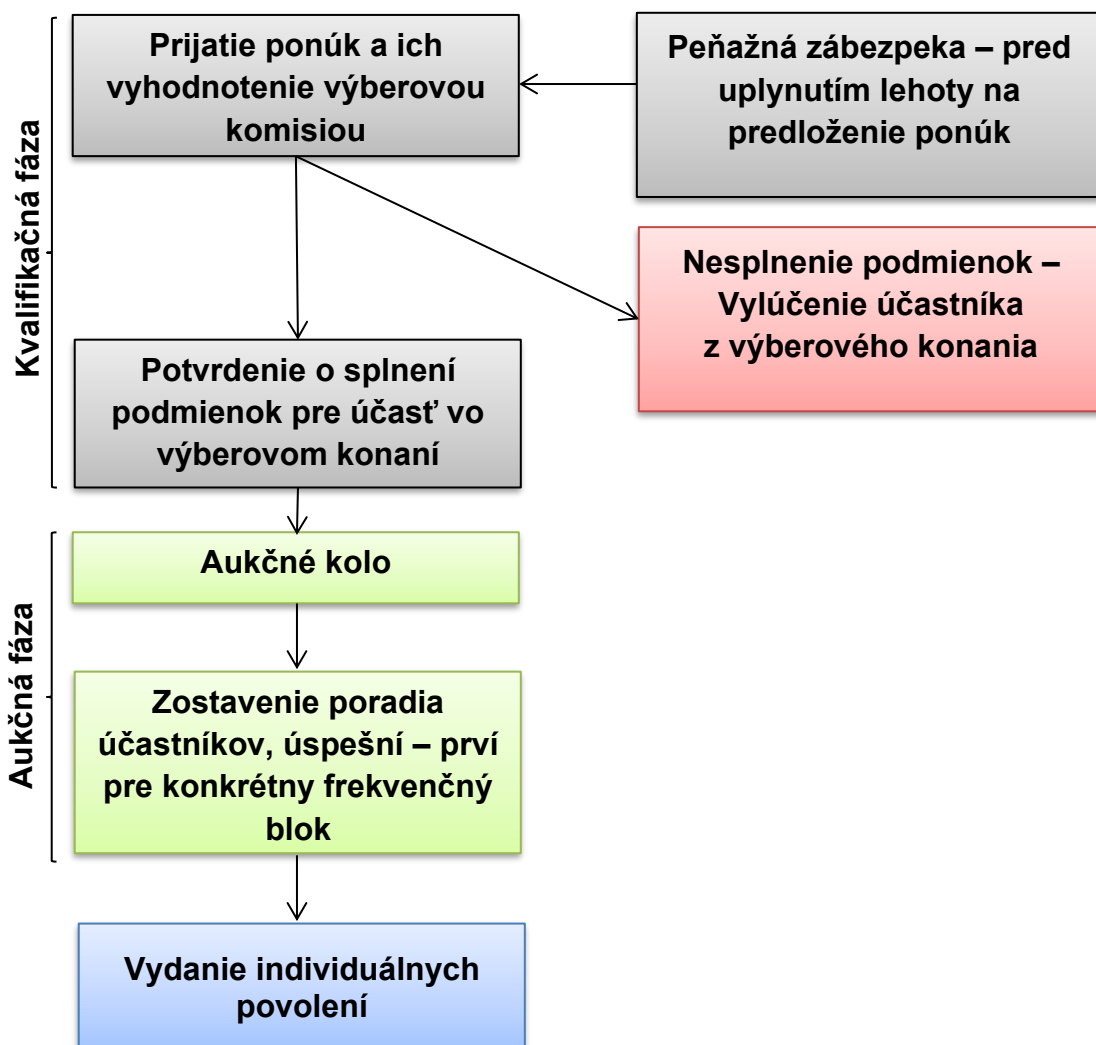 Prijatie ponúk a ich
vyhodnotenie výberovou
komisiou
Peňažná zábezpeka – pred
uplynutím lehoty na
predloženie ponúk
Kvalifikačná fáza
Nesplnenie podmienok –
Vylúčenie účastníka
z výberového konania
Potvrdenie o splnení
podmienok pre účasť vo
výberovom konaní
Aukčná fáza
Aukčné kolo
Zostavenie poradia
účastníkov, úspešní – prví
pre konkrétny frekvenčný
blok
Vydanie individuálnych
povolení